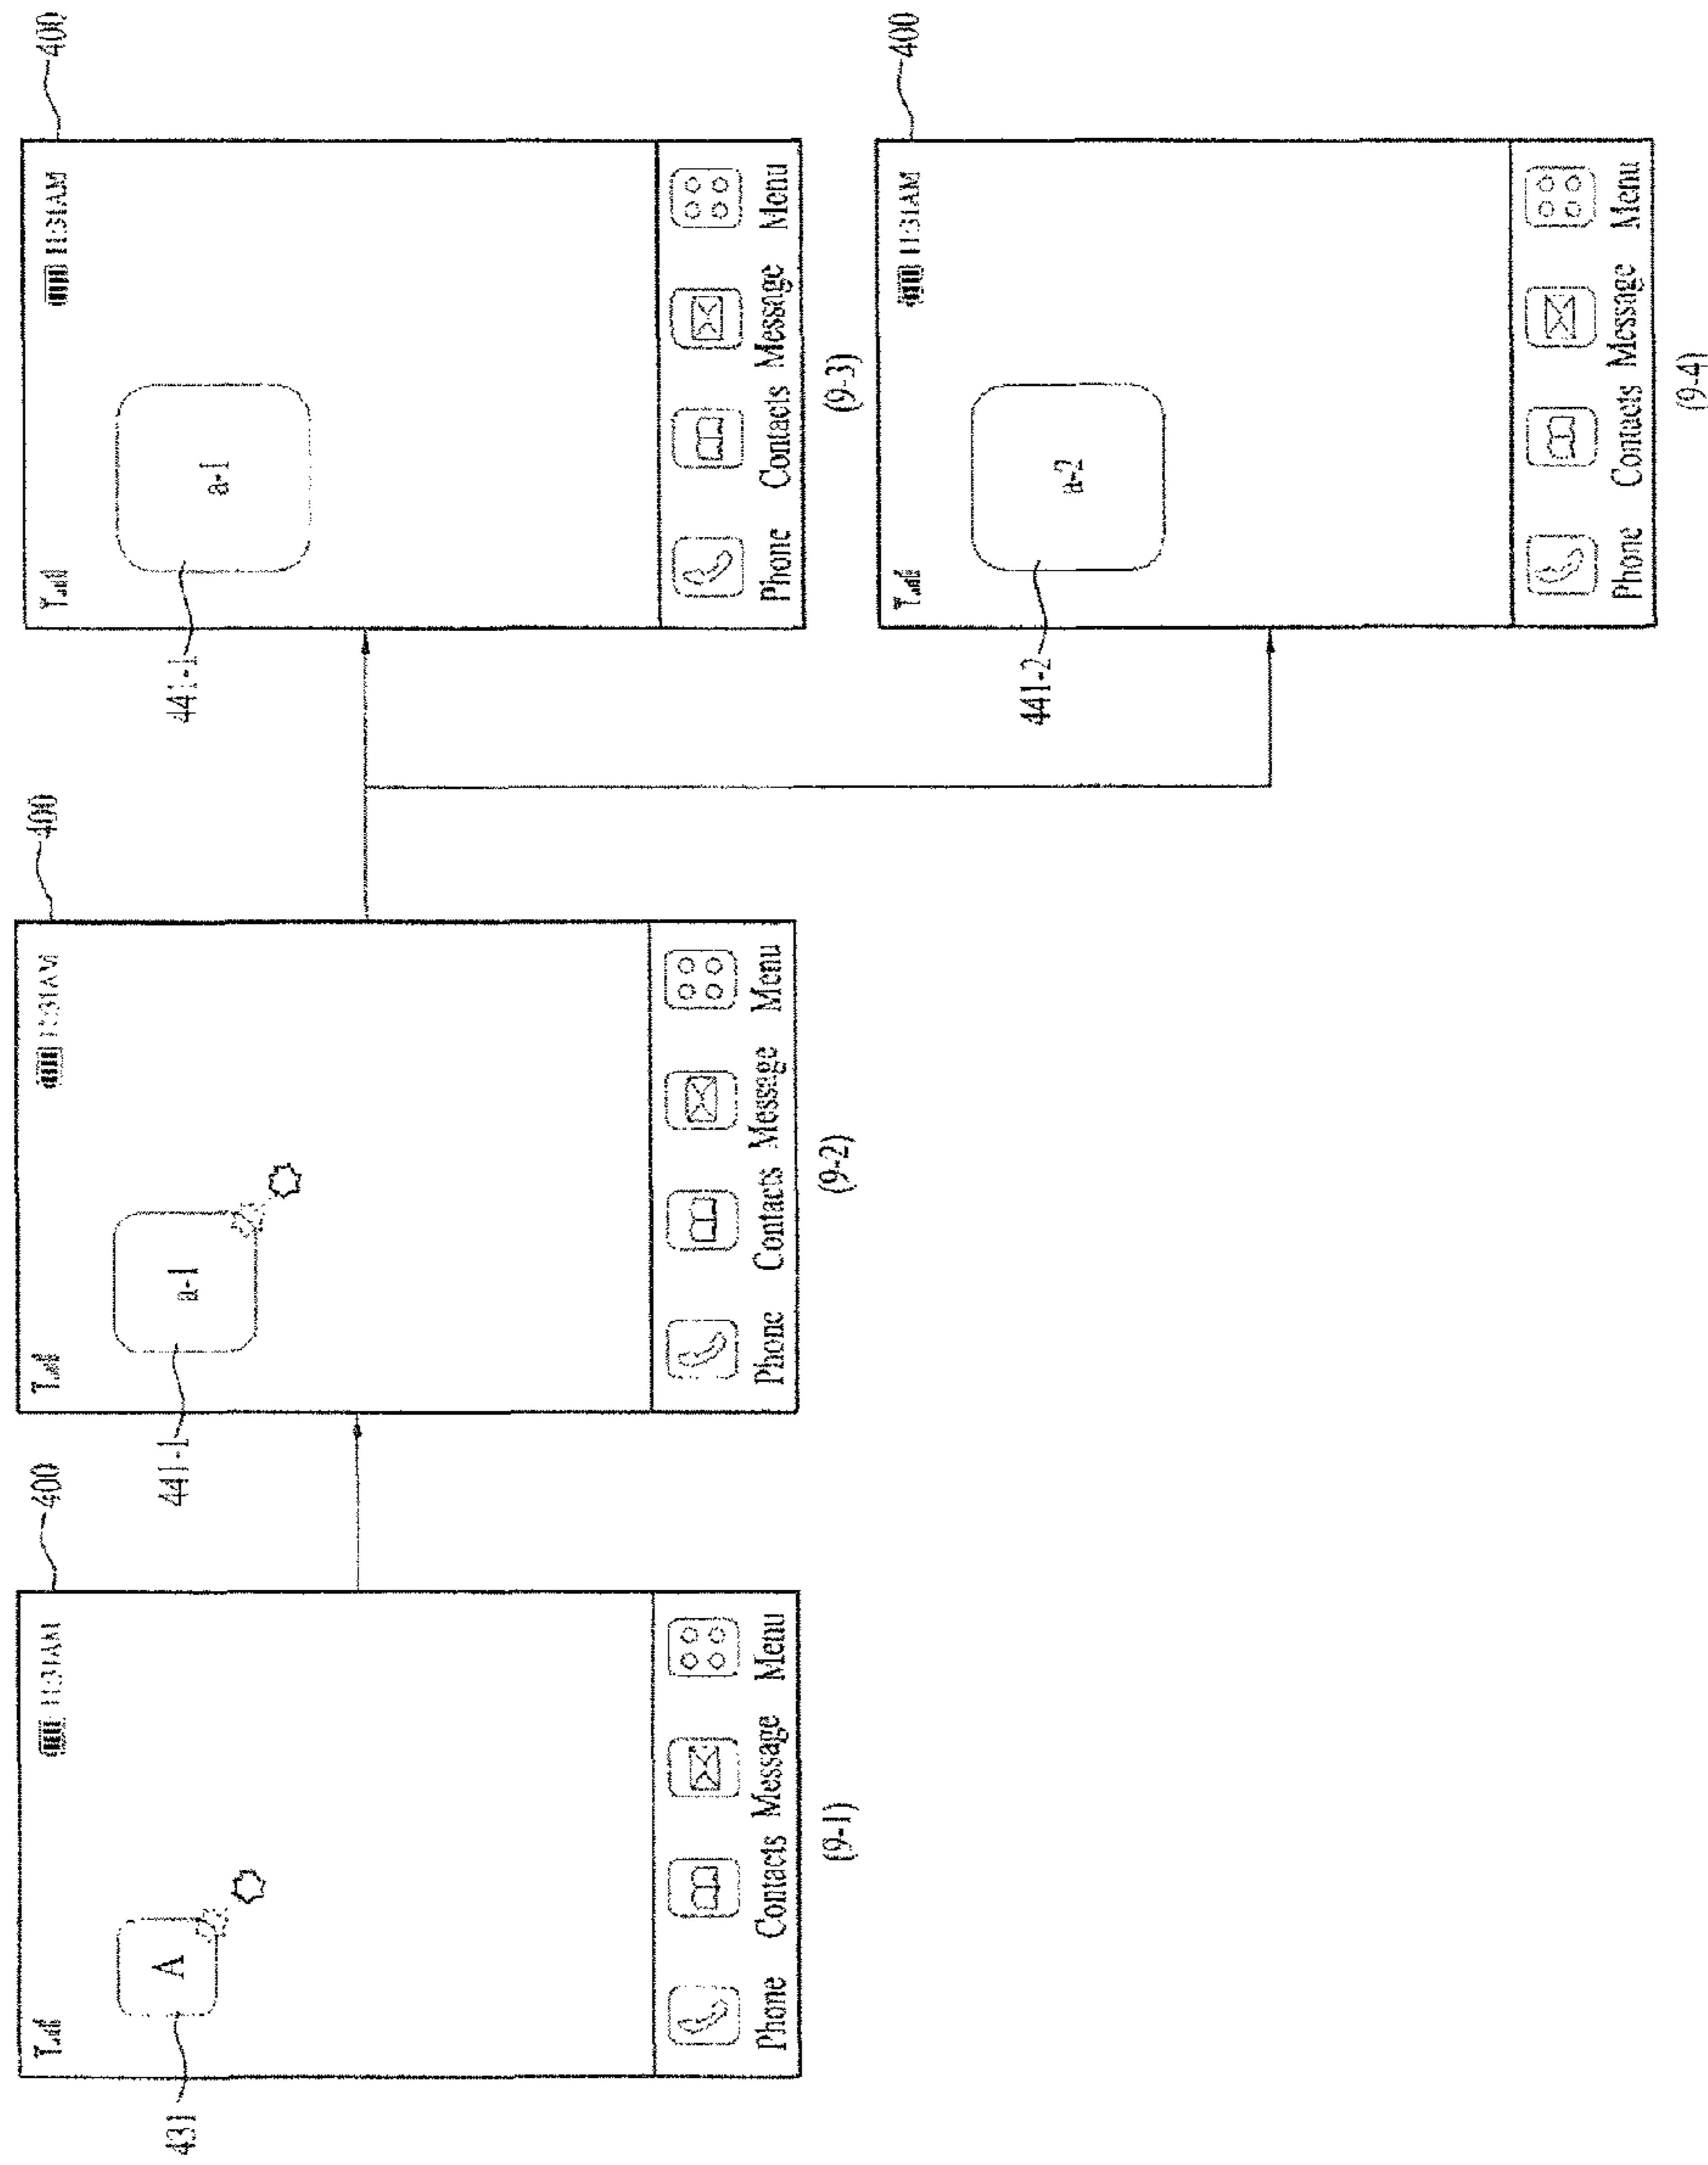 400
11:31AM
A
431
Phone Contacts Message Menu
(9-1)
400
11:31AM
a-1
441-1
Phone Contacts Message Menu
(9-2)
400
11:31AM
a-1
441-1
Phone Contacts Message Menu
(9-3)
400
11:31AM
a-2
441-2
Phone Contacts Message Menu
(9-4)